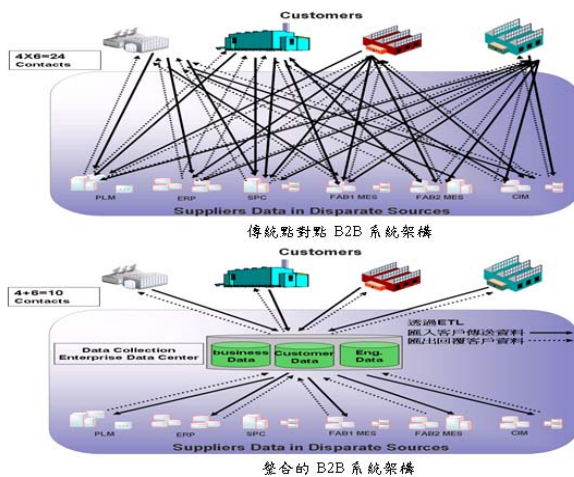 Customers
4X6=24
Contacts
PLM
ERP
SPC
FAB1 MES
FAB2 MES
CIM
Suppliers Data in Disparate Sources
傳統點對點 B2B 系統架構
Customers
4+6=10
Contacts
透過ETL
匯入客戶傳送資料
匯出回覆客戶資料
Data Collection
Enterprise Data Center
business
Data
Customer
Data
Eng.
Data
PLM
ERP
SPC
FAB1 MES
FAB2 MES
CIM
Suppliers Data in Disparate Sources
整合的 B2B 系統架構